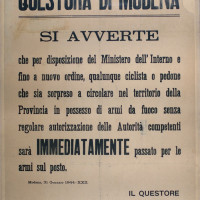 QUESTURA DI MODENA
SI AVVERTE
che per disposizione del Ministero dell'Interno e
fino a nuovo ordine, qualunque ciclista o pedone
che sia sorpreso a circolare nel territorio della
Provincia in possesso di armi da fuoco senza
regolare autorizzazione delle Autorità competenti
sarà IMMEDIATAMENTE passato per le
armi sul posto.
Modena,
IL QUESTORE